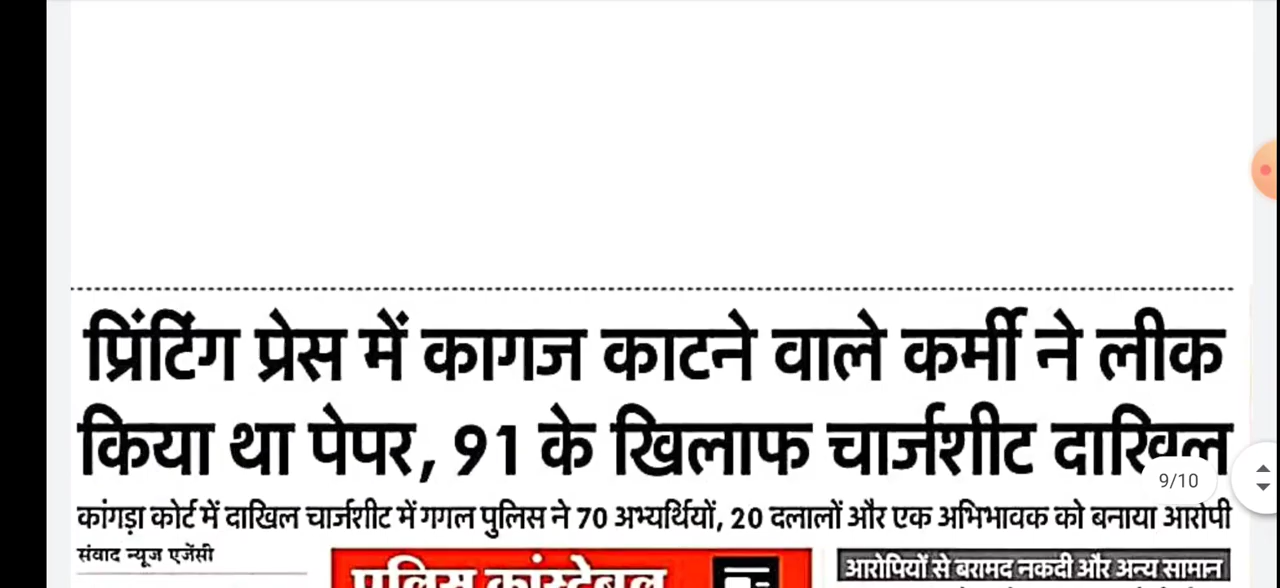 प्रिंटिंग प्रेस में कागज काटने वाले कर्मी ने लीक
किया था पेपर, 91 के खिलाफ चार्जशीट दाखिल
9/10
कांगड़ा कोर्ट में दाखिल चार्जशीट में गगल पुलिस ने 70 अभ्यर्थियों, 20 दलालों और एक अभिभावक को बनाया आरोपी
संवाद न्यूज एजेंसी
पुलिस कांस्टेबल
आरोपियों से बरामद नकदी और अन्य सामान